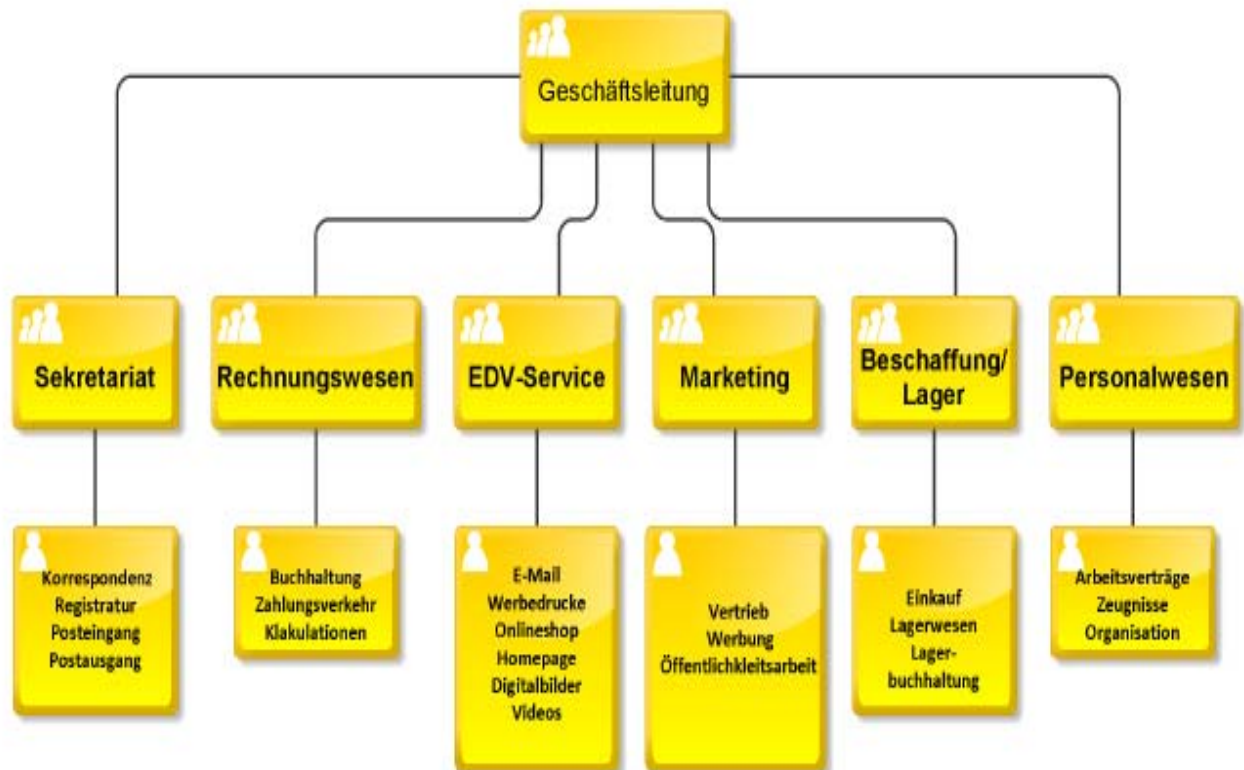 Geschäftsleitung
Sekretariat
Rechnungswesen
EDV-Service
Marketing
Beschaffung/
Lager
Personalwesen
Korrespondenz
Registratur
Posteingang
Postausgang
Buchhaltung
Zahlungsverkehr
Klakulationen
E-Mail
Werbedrucke
Onlineshop
Homepage
Digitalbilder
Videos
Vertrieb
Werbung
Öffentlichkleitsarbeit
Einkauf
Lagerwesen
Lager-
buchhaltung
Arbeitsverträge
Zeugnisse
Organisation